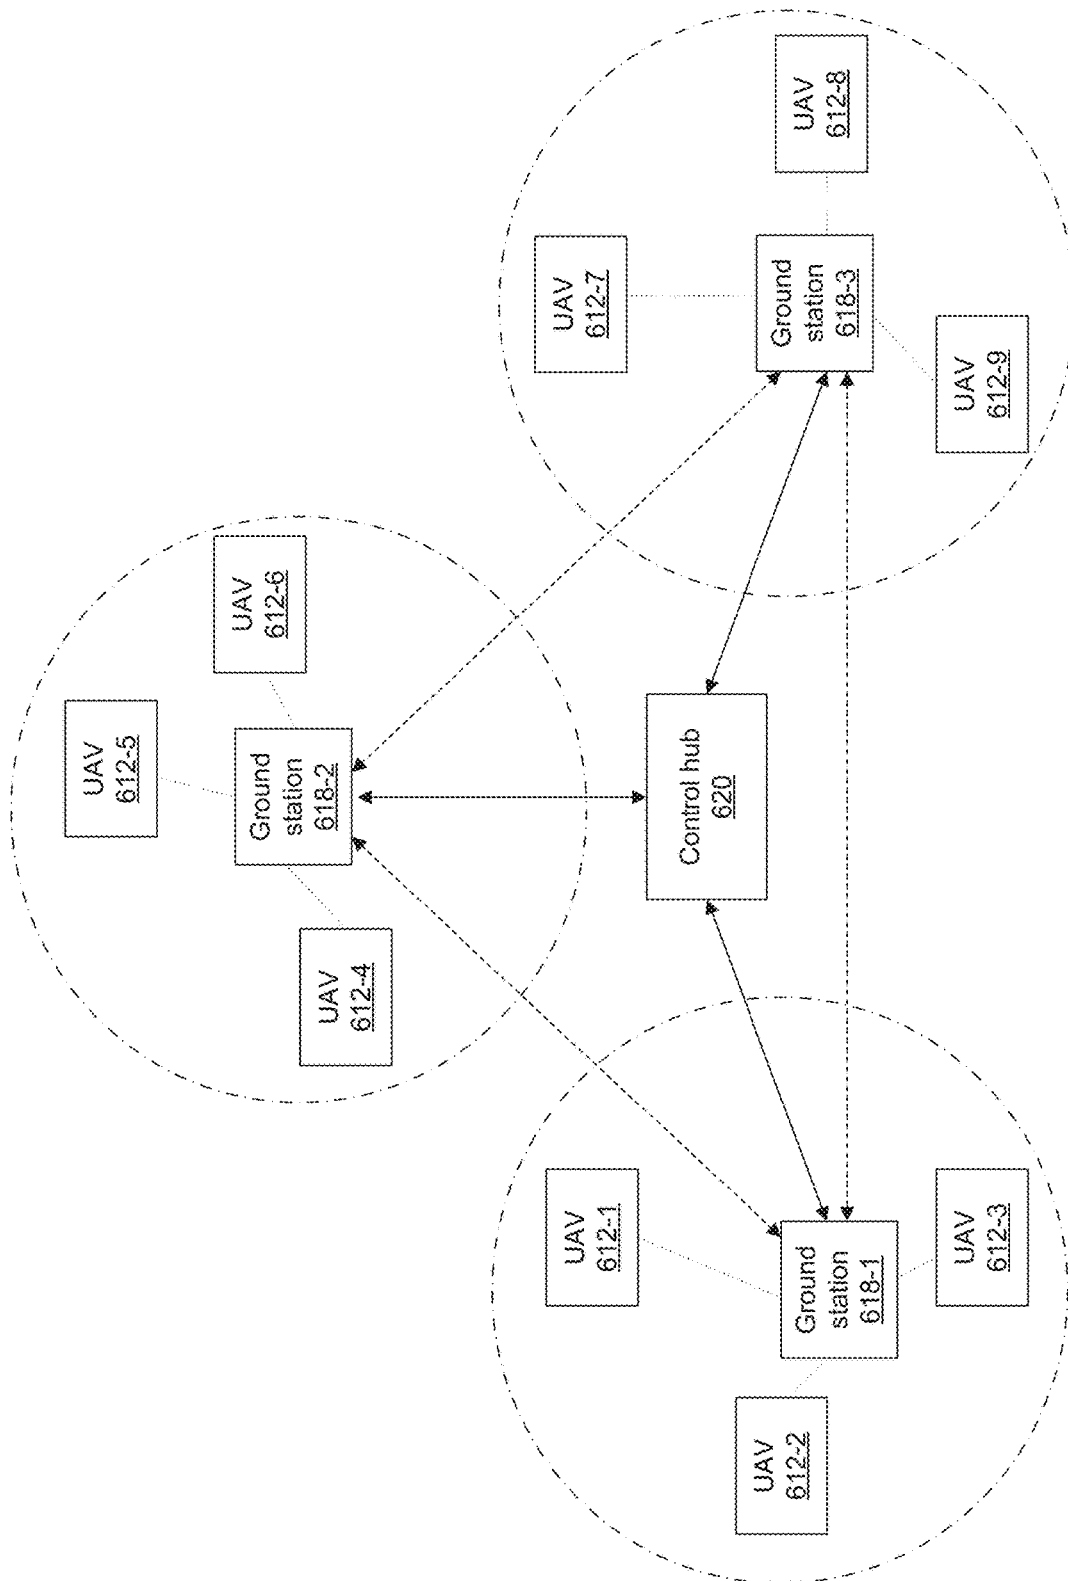 UAV
612-5
UAV
612-6
Ground
station
618-2
UAV
612-4
UAV
612-7
UAV
612-8
Ground
station
618-3
UAV
612-9
Control hub
620
UAV
612-1
UAV
612-2
Ground
station
618-1
UAV
612-3